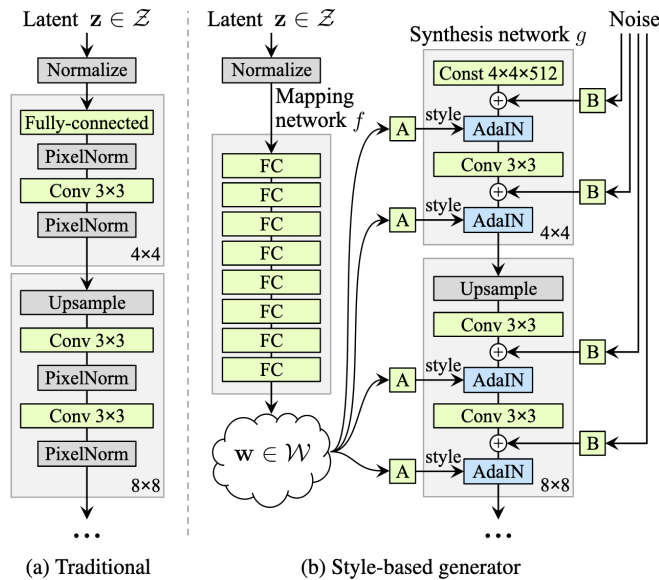 Latent z ∈ 𝒵
Normalize
Fully-connected
PixelNorm
Conv 3×3
PixelNorm
4×4
Upsample
Conv 3×3
PixelNorm
Conv 3×3
PixelNorm
8×8
...
(a) Traditional
Latent z ∈ 𝒵
Normalize
Mapping
network f
FC
FC
FC
FC
FC
FC
FC
FC
w ∈ 𝒲
A
style
A
style
A
style
A
style
Synthesis network g
Const 4×4×512
+
AdaIN
Conv 3×3
+
AdaIN
4×4
Upsample
Conv 3×3
+
AdaIN
Conv 3×3
+
AdaIN
8×8
...
Noise
B
B
B
B
(b) Style-based generator